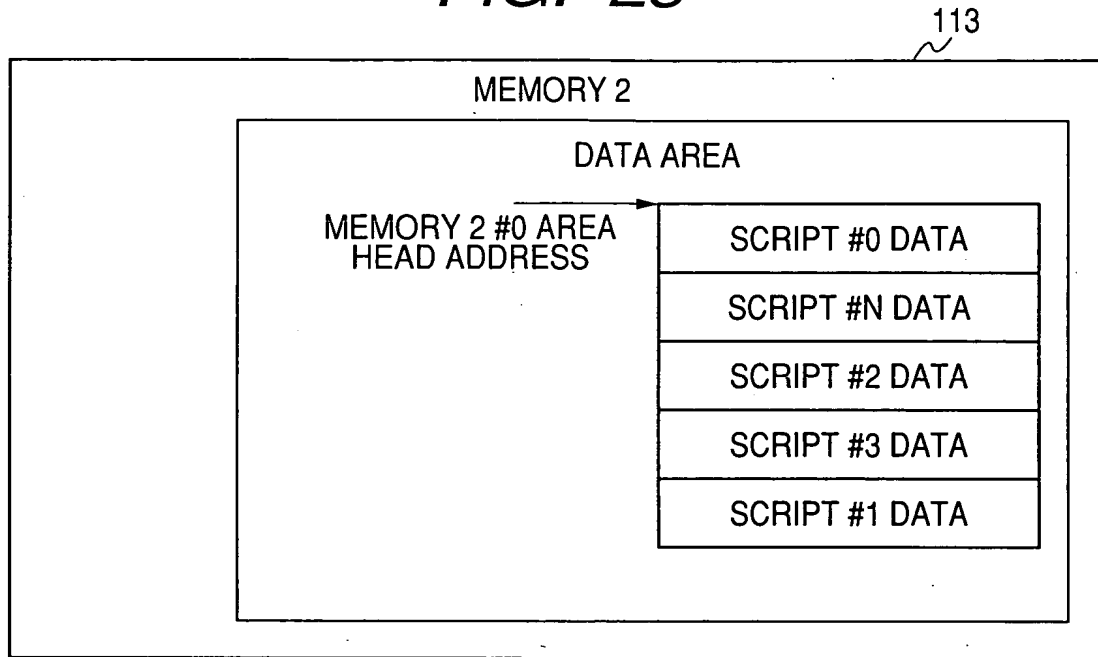 113
MEMORY 2
DATA AREA
MEMORY 2 #0 AREA
HEAD ADDRESS
SCRIPT #0 DATA
SCRIPT #N DATA
SCRIPT #2 DATA
SCRIPT #3 DATA
SCRIPT #1 DATA